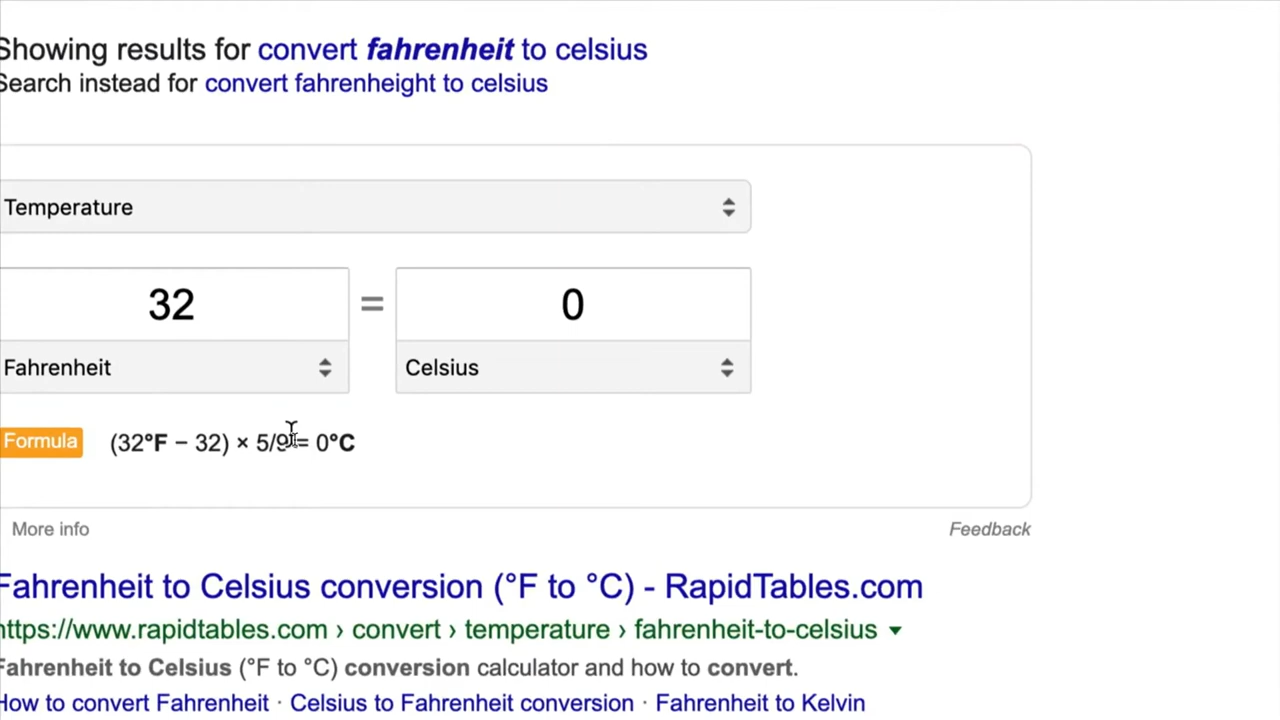 Showing results for convert fahrenheit to celsius
Search instead for convert fahrenheight to celsius
Temperature
32 = 0
Fahrenheit Celsius
Formula (32°F − 32) × 5/9 = 0°C
More info Feedback
Fahrenheit to Celsius conversion (°F to °C) - RapidTables.com
https://www.rapidtables.com › convert › temperature › fahrenheit-to-celsius
Fahrenheit to Celsius (°F to °C) conversion calculator and how to convert.
How to convert Fahrenheit · Celsius to Fahrenheit conversion · Fahrenheit to Kelvin